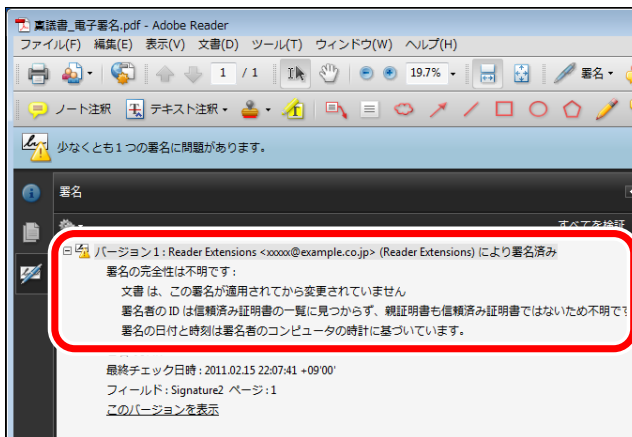 稟議書_電子署名.pdf - Adobe Reader
ファイル(F) 編集(E) 表示(V) 文書(D) ツール(T) ウィンドウ(W) ヘルプ(H)
1 / 1 19.7% 署名
ノート注釈 テキスト注釈
少なくとも1 つの署名に問題があります。
署名
すべてを検証
バージョン 1 : Reader Extensions <xxxxx@example.co.jp> (Reader Extensions) により署名済み
署名の完全性は不明です :
文書 は、この署名が適用されてから変更されていません
署名者の ID は信頼済み証明書の一覧に見つからず、親証明書も信頼済み証明書ではないため不明です
署名の日付と時刻は署名者のコンピュータの時計に基づいています。
最終チェック日時 : 2011.02.15 22:07:41 +09'00'
フィールド : Signature2 ページ : 1
このバージョンを表示